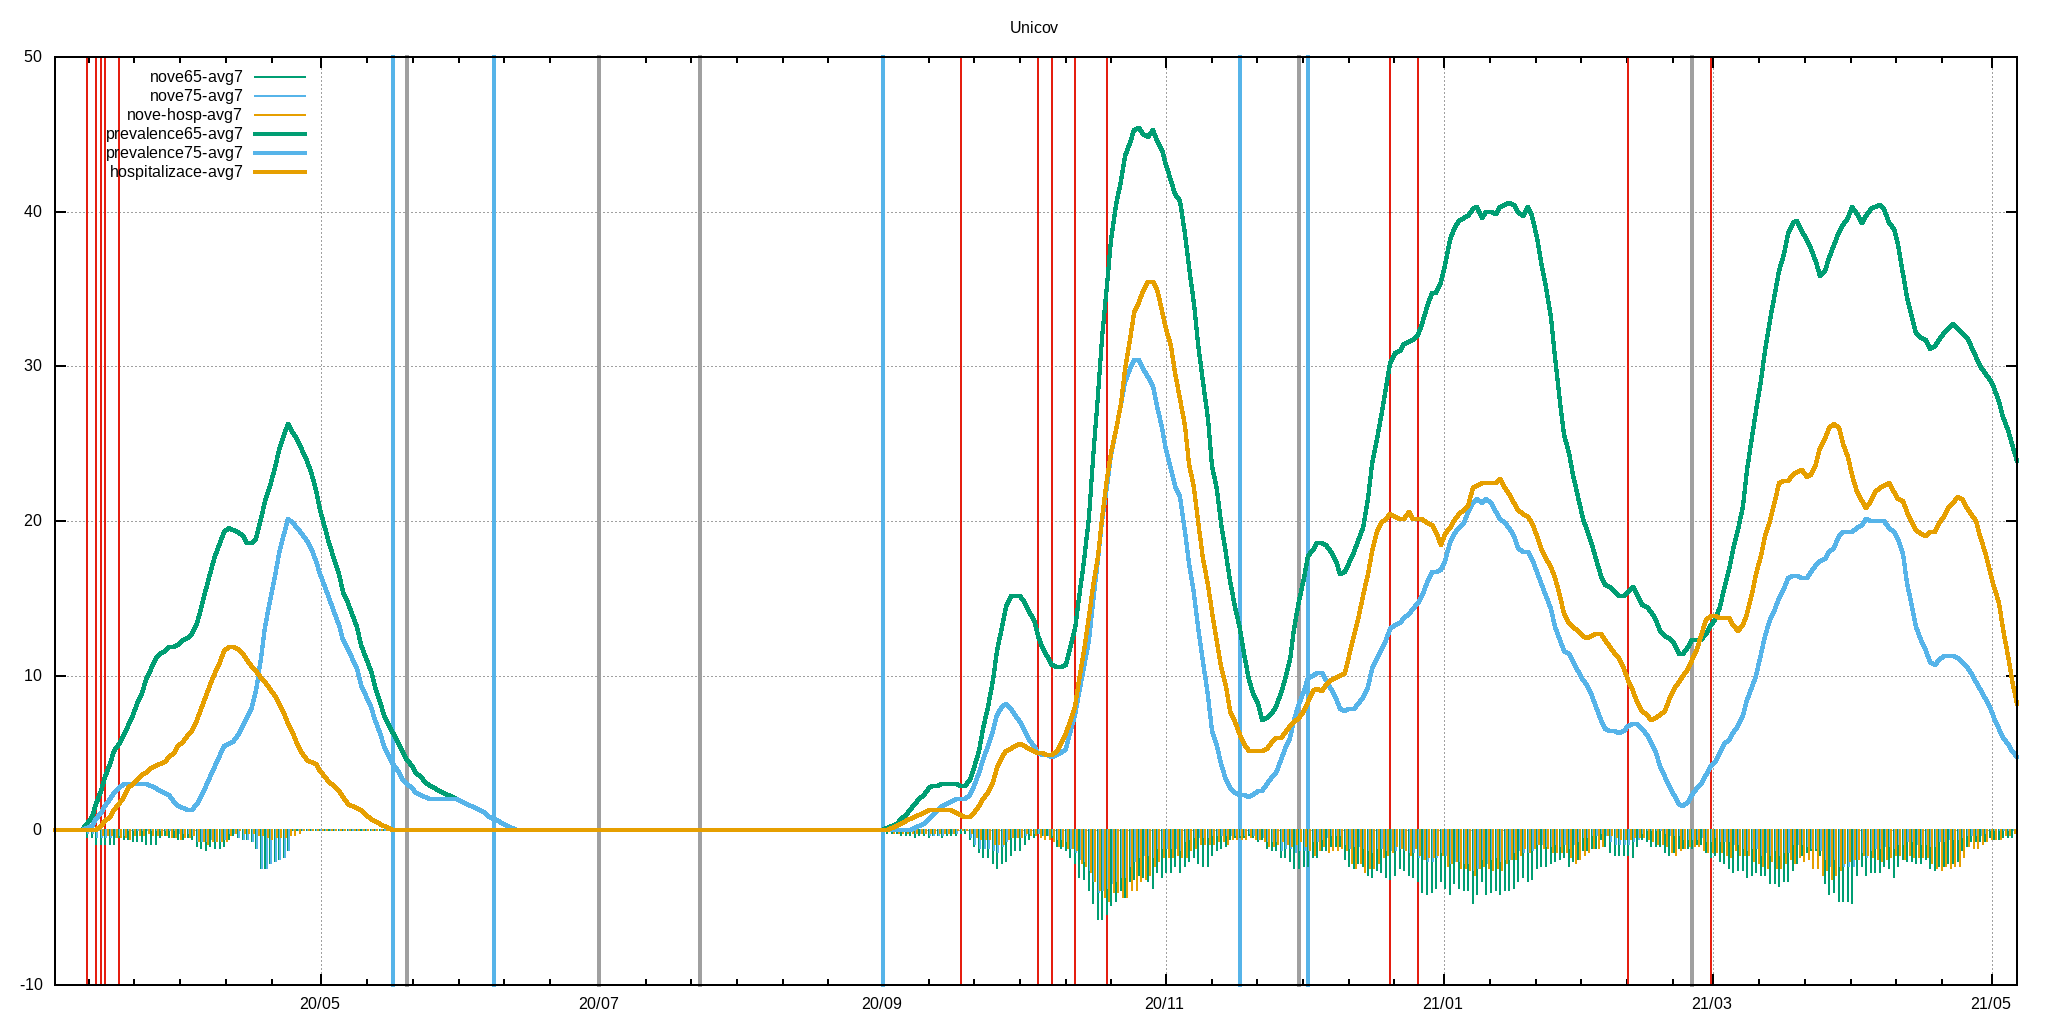 Unicov
50
40
30
20
10
0
-10
nove65-avg7
nove75-avg7
nove-hosp-avg7
prevalence65-avg7
prevalence75-avg7
hospitalizace-avg7
20/05 20/07 20/09 20/11 21/01 21/03 21/05